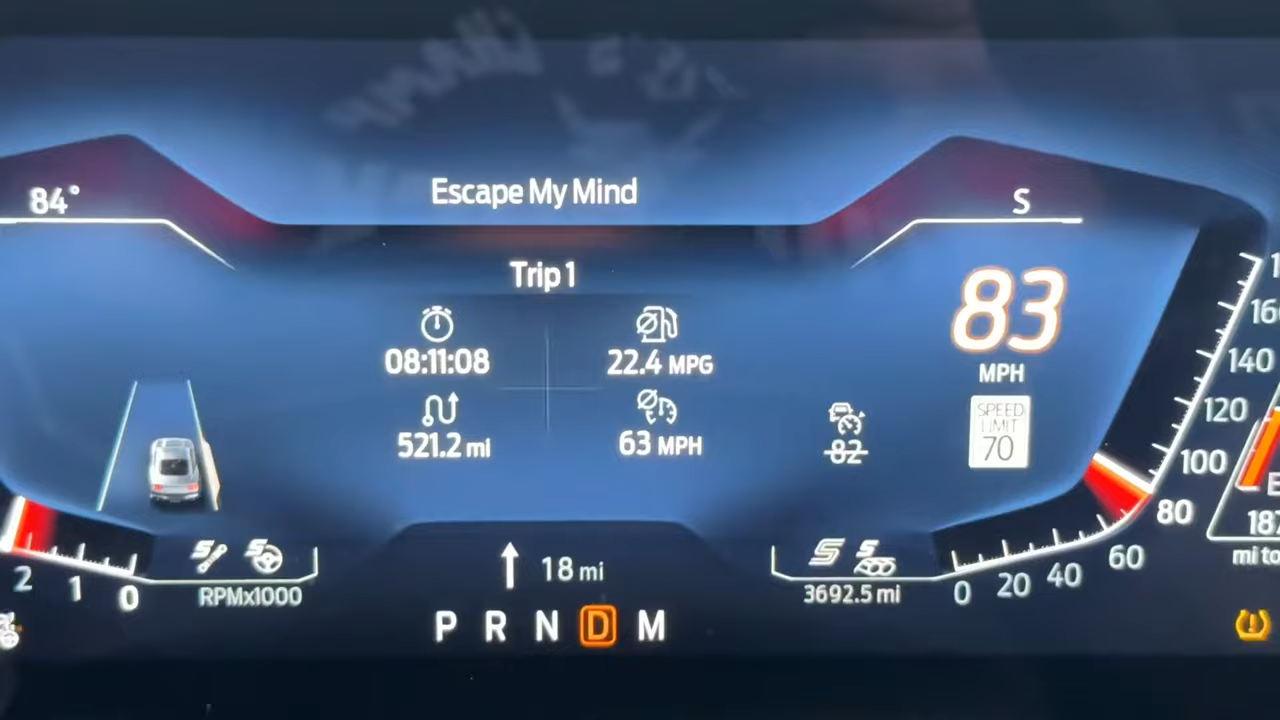 Escape My Mind
84°
S
Trip 1
08:11:08
22.4 MPG
521.2 mi
63 MPH
83
MPH
82
SPEED
LIMIT
70
160
140
120
100
80
60
40
20
0
2
1
0
RPMx1000
18 mi
3692.5 mi
P R N D M
E
mi to